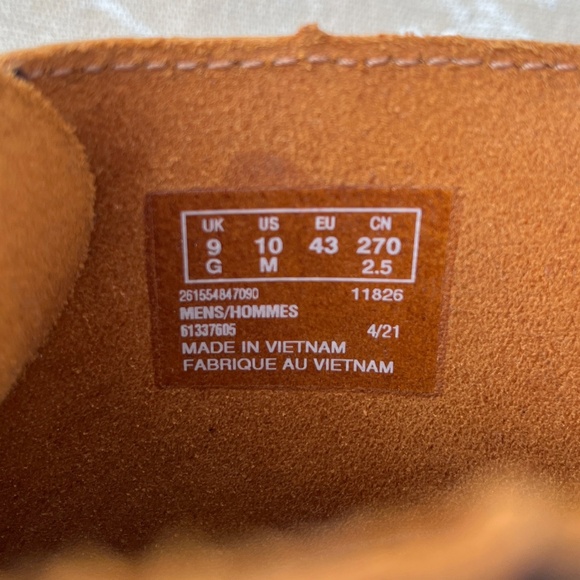 UK US EU CN
9 10 43 270
G M 2.5
261554847090 11826
MENS/HOMMES
61337605 4/21
MADE IN VIETNAM
FABRIQUE AU VIETNAM